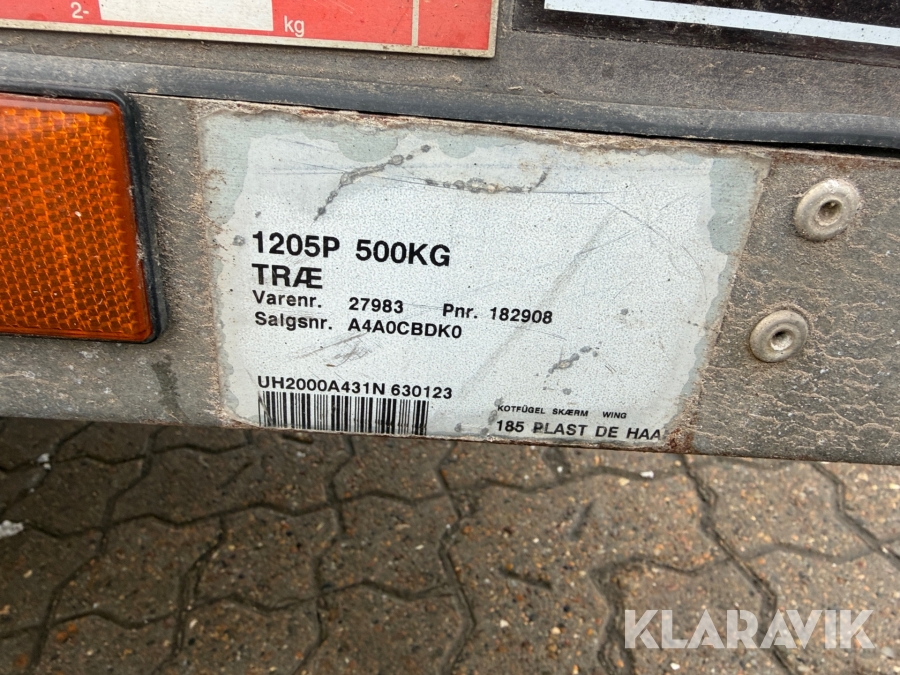 2-
kg
1205P 500KG
TRÆ
Varenr. 27983 Pnr. 182908
Salgsnr. A4A0CBDK0
UH2000A431N 630123
KOTFÜGEL SKÆRM WING
185 PLAST DE HAA
KLARAVIK